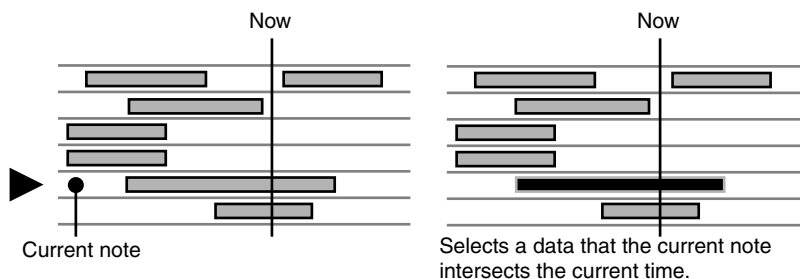 Now
Now
Current note
Selects a data that the current note
intersects the current time.